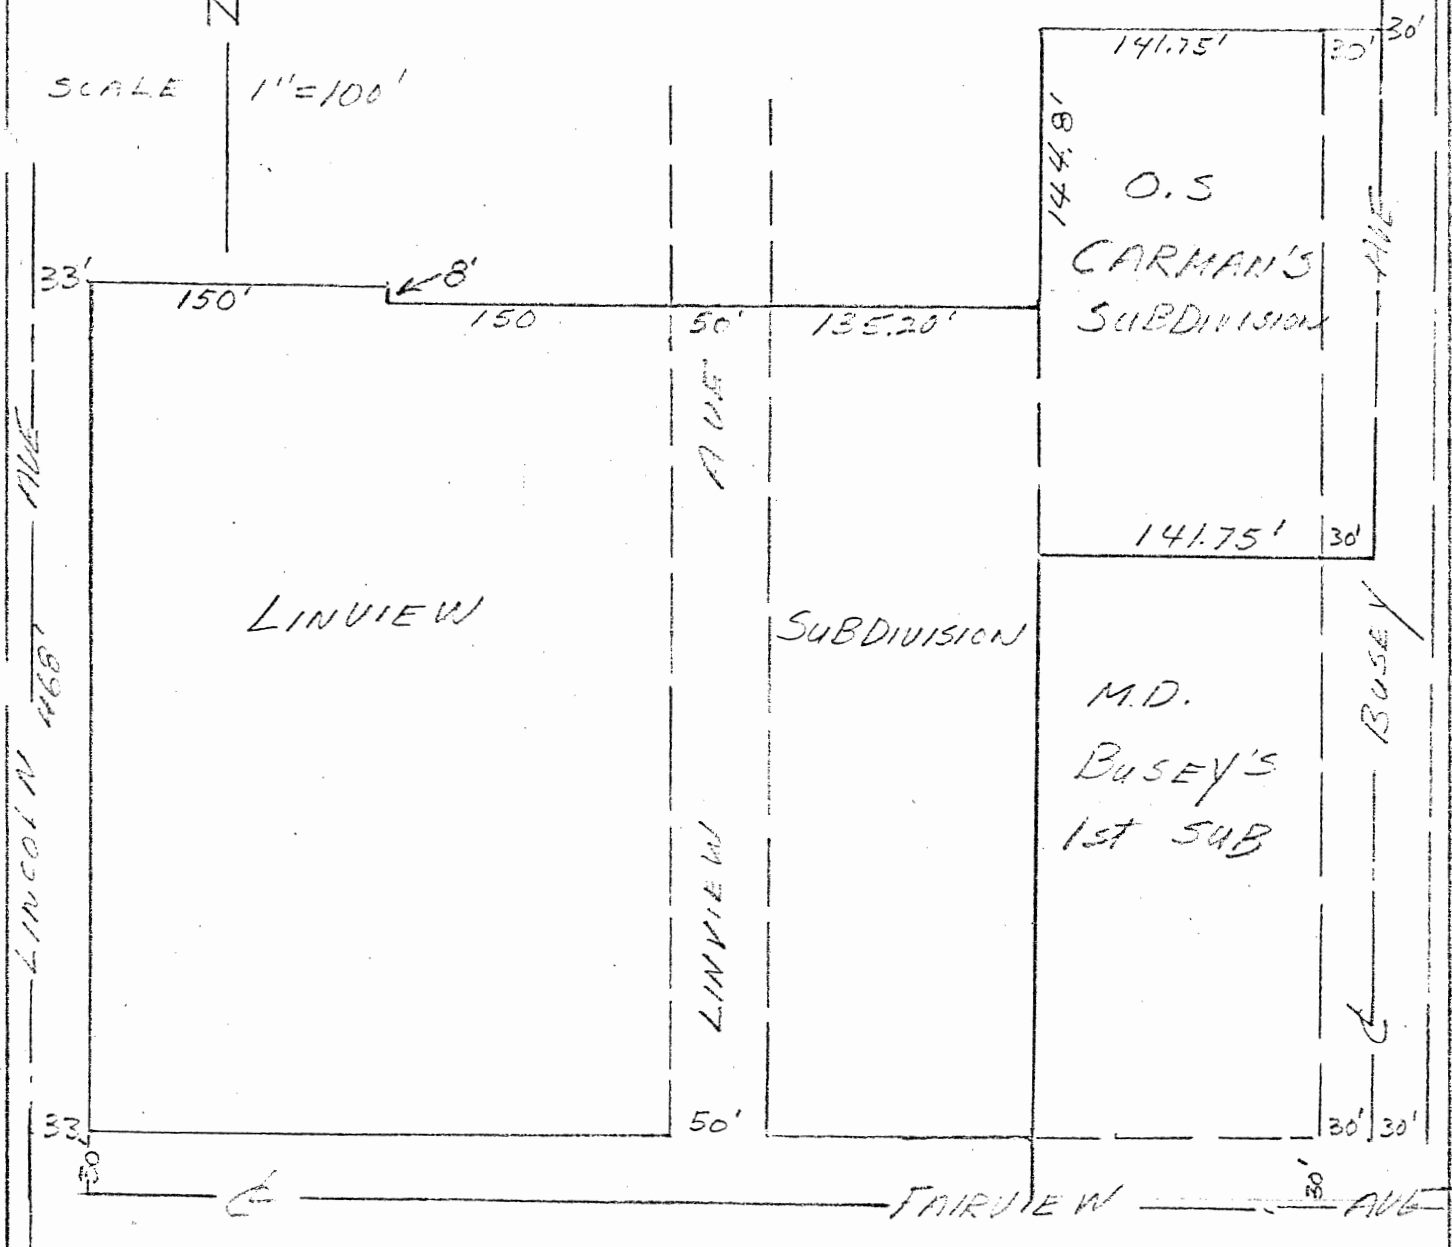 N
SCALE 1"=100'
141.75'
30'
30'
144.8'
O.S
CARMAN'S
SUBDIVISION
AVE
33'
150'
8'
150
50'
135.20'
AVE
AVE
141.75'
30'
LINVIEW
SUBDIVISION
BUSEY
468'
M.D.
BUSEY'S
1st SUB
LINCOLN
LINVIEW
℄
33'
50'
30'
30'
30'
30'
℄
FAIRVIEW
AVE